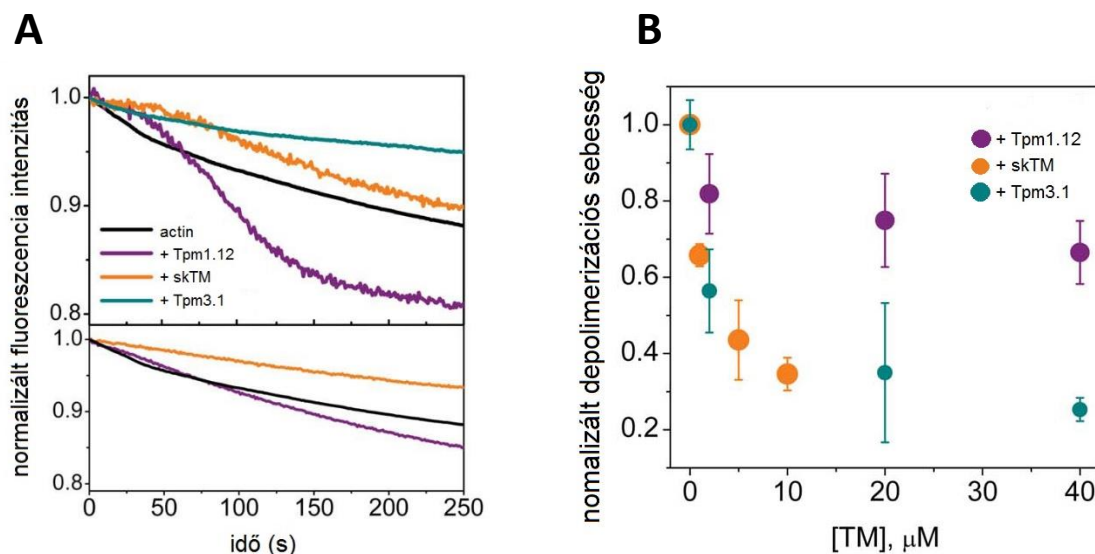 A
normalizált fluoreszcencia intenzitás
1.0
0.9
0.8
actin
+ Tpm1.12
+ skTM
+ Tpm3.1
1.0
0.9
0.8
0 50 100 150 200 250
idő (s)
B
nomalizált depolimerizációs sebesség
1.0
0.8
0.6
0.4
0.2
+ Tpm1.12
+ skTM
+ Tpm3.1
0 10 20 30 40
[TM], μM